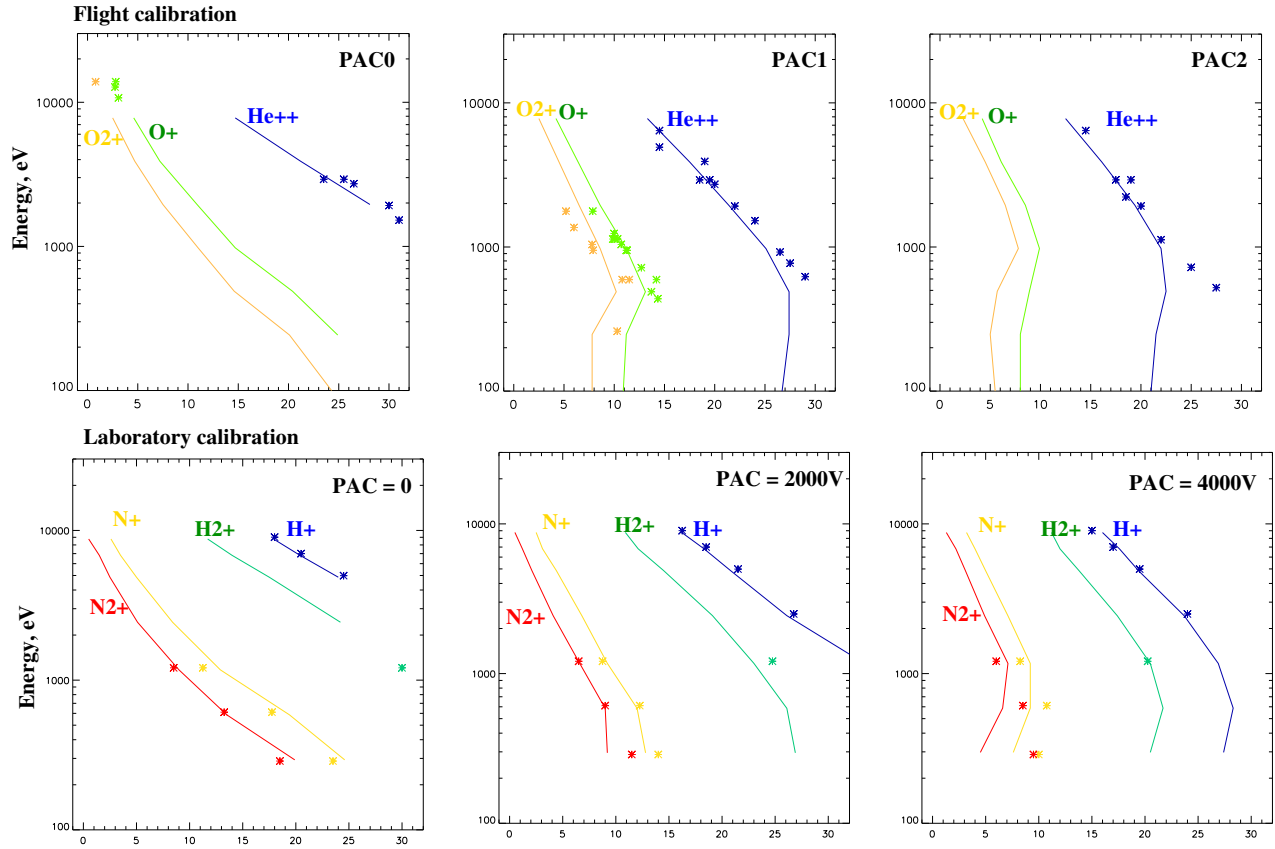 Flight calibration
PAC0
PAC1
PAC2
Energy, eV
10000
1000
100
O2+
O+
He++
0 5 10 15 20 25 30
10000
1000
100
O2+
O+
He++
0 5 10 15 20 25 30
10000
1000
100
O2+
O+
He++
0 5 10 15 20 25 30
Laboratory calibration
PAC = 0
PAC = 2000V
PAC = 4000V
Energy, eV
10000
1000
100
N+
H2+
H+
N2+
0 5 10 15 20 25 30
10000
1000
100
N+
H2+
H+
N2+
0 5 10 15 20 25 30
10000
1000
100
N+
H2+
H+
N2+
0 5 10 15 20 25 30